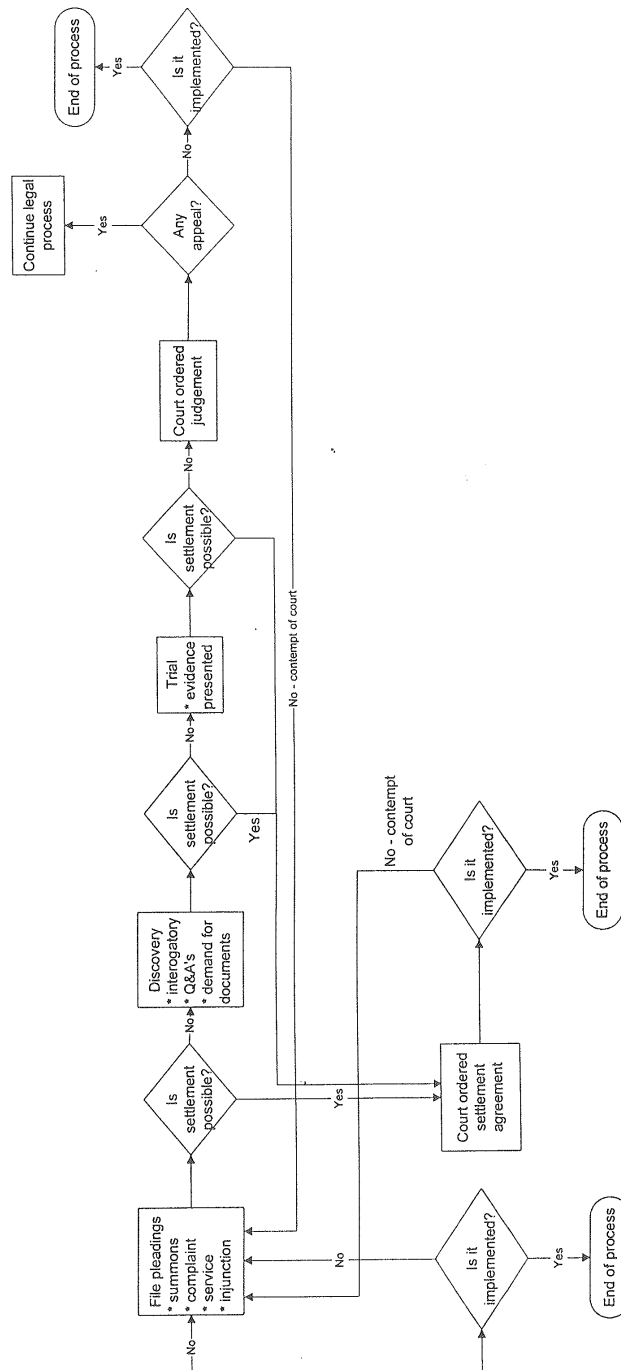 No
File pleadings
* summons
* complaint
* service
* injunction
Is
settlement
possible?
No
Discovery
* interogatory
* Q&A's
* demand for
documents
Is
settlement
possible?
No
Trial
* evidence
presented
Is
settlement
possible?
No
Court ordered
judgement
Any
appeal?
Yes
Continue legal
process
No
Is it
implemented?
Yes
End of process
Yes
No - contempt of court
No
Yes
No - contempt
of court
Is it
implemented?
Yes
End of process
Court ordered
settlement
agreement
Is it
implemented?
Yes
End of process